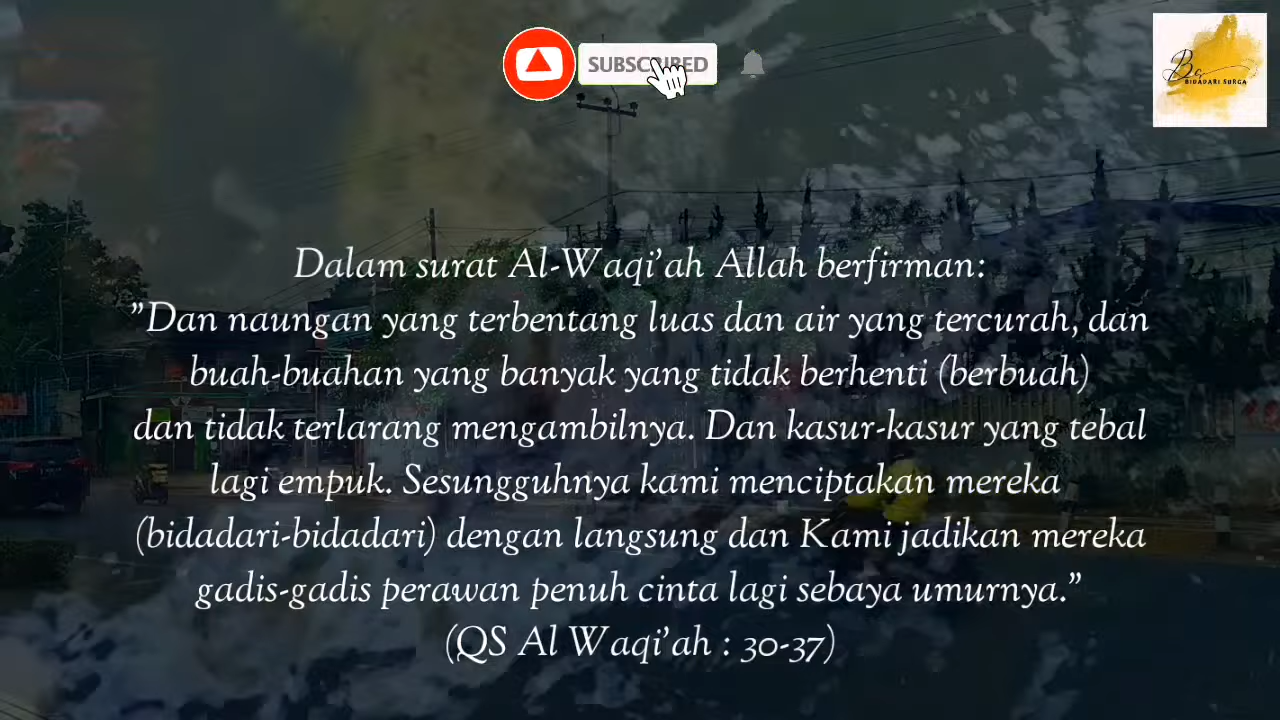 SUBSCRIBED
Bs
BIDADARI SURGA
Dalam surat Al-Waqi'ah Allah berfirman:
"Dan naungan yang terbentang luas dan air yang tercurah, dan
buah-buahan yang banyak yang tidak berhenti (berbuah)
dan tidak terlarang mengambilnya. Dan kasur-kasur yang tebal
lagi empuk. Sesungguhnya kami menciptakan mereka
(bidadari-bidadari) dengan langsung dan Kami jadikan mereka
gadis-gadis perawan penuh cinta lagi sebaya umurnya."
(QS Al Waqi'ah : 30-37)